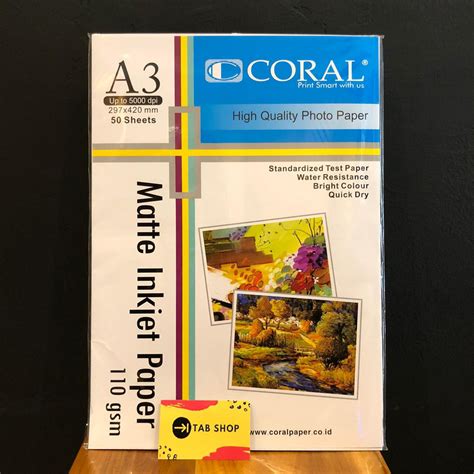 A3
Up to 5000 dpi
297x420 mm
50 Sheets
CORAL®
Print Smart with us
High Quality Photo Paper
Standardized Test Paper
Water Resistance
Bright Colour
Quick Dry
Matte Inkjet Paper
110 gsm
TAB SHOP
www.coralpaper.co.id